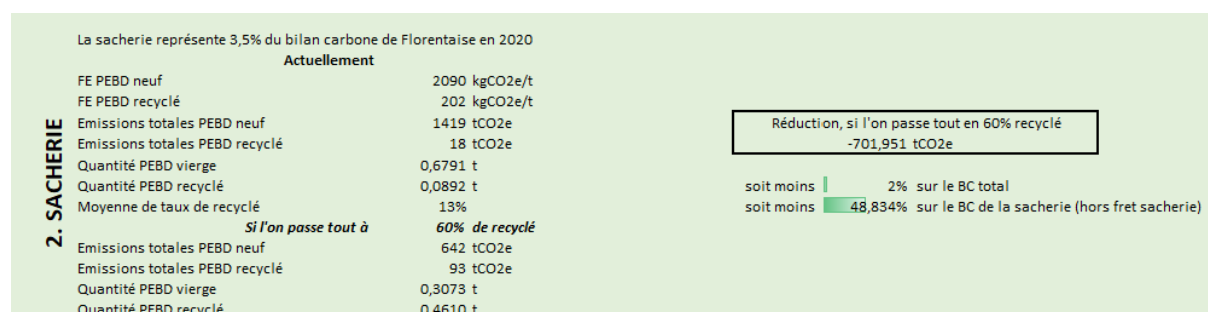 La sacherie représente 3,5% du bilan carbone de Florentaise en 2020
Actuellement
FE PEBD neuf 2090 kgCO2e/t
FE PEBD recyclé 202 kgCO2e/t
Emissions totales PEBD neuf 1419 tCO2e
Emissions totales PEBD recyclé 18 tCO2e
Quantité PEBD vierge 0,6791 t
Quantité PEBD recyclé 0,0892 t
Moyenne de taux de recyclé 13%
Si l'on passe tout à 60% de recyclé
Emissions totales PEBD neuf 642 tCO2e
Emissions totales PEBD recyclé 93 tCO2e
Quantité PEBD vierge 0,3073 t
Quantité PEBD recyclé 0,4610 t
2. SACHERIE
Réduction, si l'on passe tout en 60% recyclé
-701,951 tCO2e
soit moins 2% sur le BC total
soit moins 48,834% sur le BC de la sacherie (hors fret sacherie)